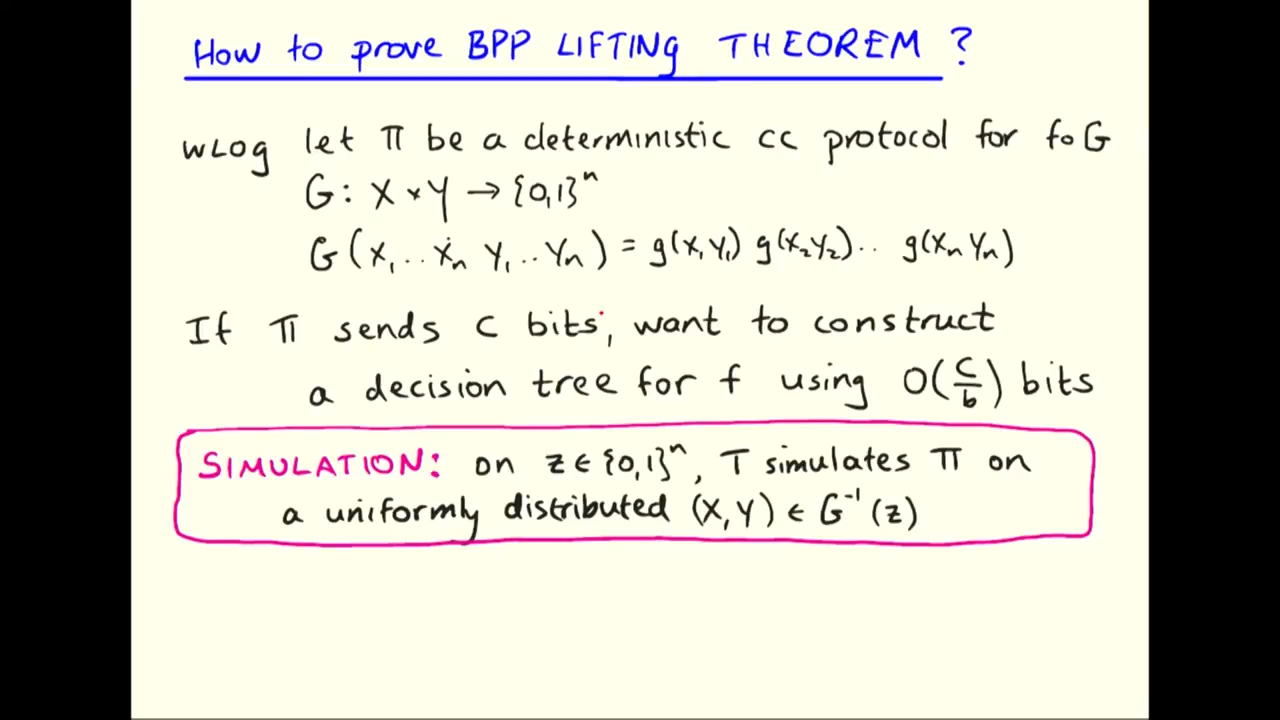 How to prove BPP LIFTING THEOREM?
WLOG let Π be a deterministic cc protocol for f∘G
G: X × Y → {0,1}ⁿ
G(X₁..Xₙ Y₁..Yₙ) = g(X₁Y₁) g(X₂Y₂).. g(XₙYₙ)
If Π sends C bits, want to construct
a decision tree for f using O(C/b) bits
SIMULATION: on z ∈ {0,1}ⁿ, T simulates Π on
a uniformly distributed (X,Y) ∈ G⁻¹(z)